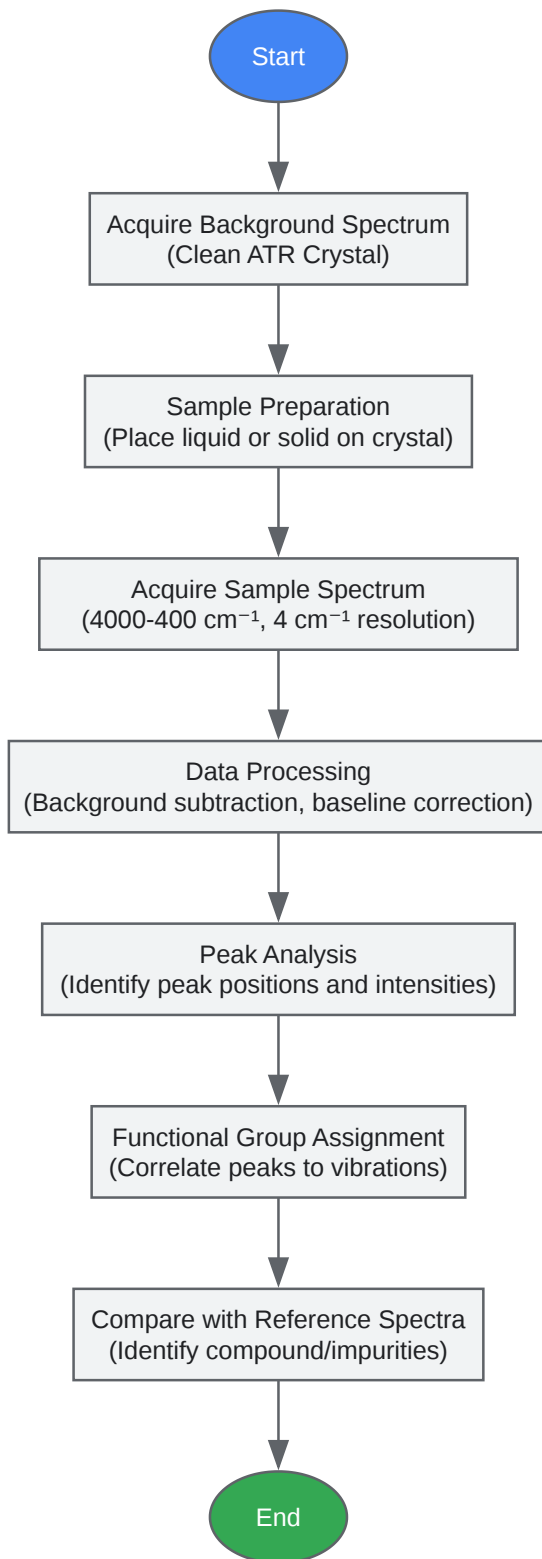 Start
Acquire Background Spectrum
(Clean ATR Crystal)
Sample Preparation
(Place liquid or solid on crystal)
Acquire Sample Spectrum
(4000-400 cm⁻¹, 4 cm⁻¹ resolution)
Data Processing
(Background subtraction, baseline correction)
Peak Analysis
(Identify peak positions and intensities)
Functional Group Assignment
(Correlate peaks to vibrations)
Compare with Reference Spectra
(Identify compound/impurities)
End